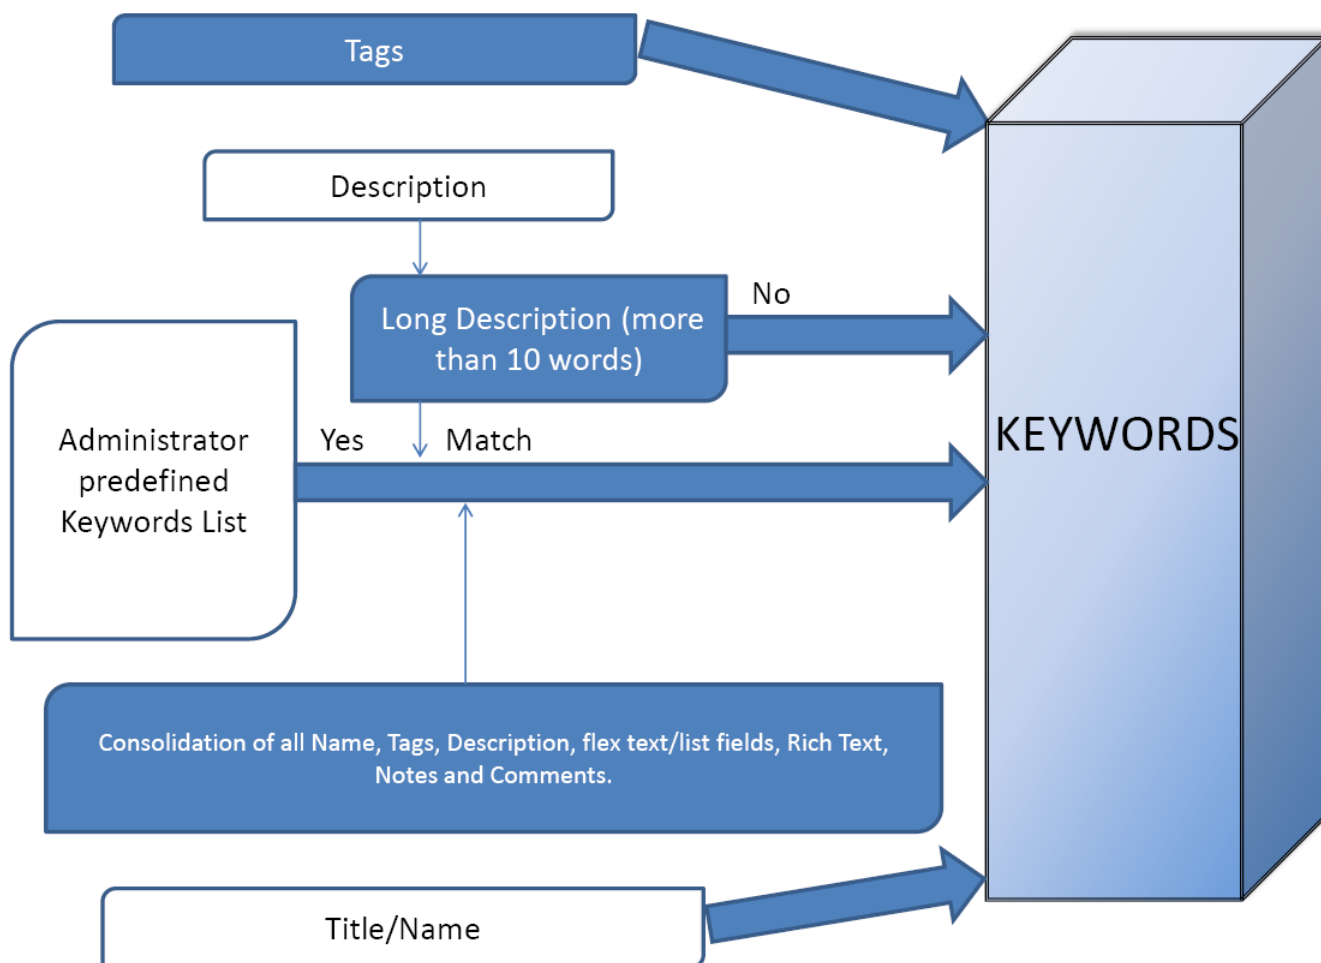 Tags
Description
Long Description (more
than 10 words)
No
Administrator
predefined
Keywords List
Yes
Match
KEYWORDS
Consolidation of all Name, Tags, Description, flex text/list fields, Rich Text,
Notes and Comments.
Title/Name